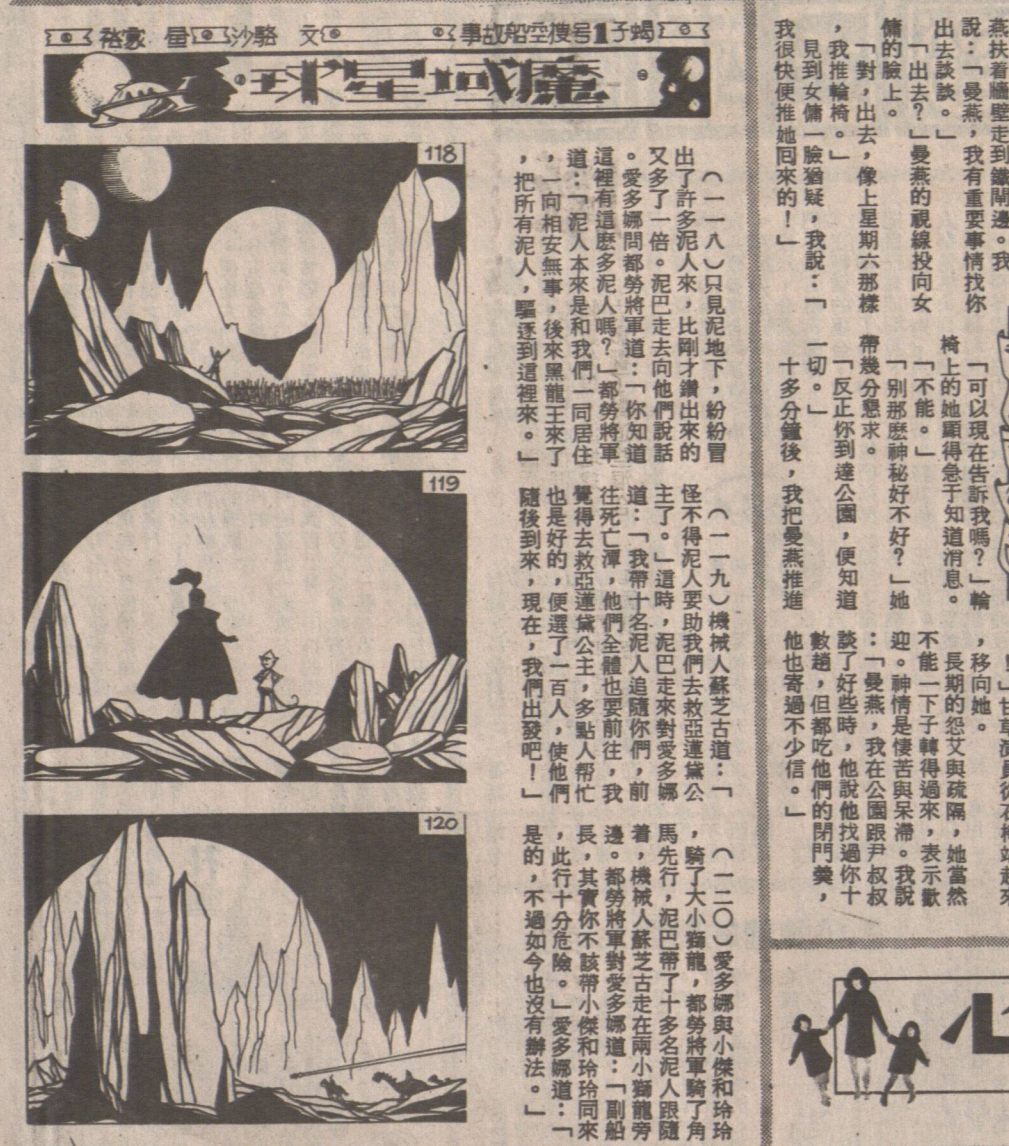 蝎子1号搜空船故事
文 駱沙
魔域星球
118
119
120
(一一八)只見泥地下,紛紛冒
出了許多泥人來,比剛才鑽出來的
又多了一倍。泥巴走去向他們說話
。愛多娜問都勞將軍道:「你知道
這裡有這麽多泥人嗎?」都勞將軍
道:「泥人本來是和我們一同居住
,一向相安無事,後來黑龍王來了
,把所有泥人,驅逐到這裡來。」
(一一九)機械人蘇芝古道:「
怪不得泥人要助我們去救亞蓮黛公
主了。」這時,泥巴走來對愛多娜
道:「我帶十名泥人追隨你們,前
往死亡潭,他們全體也要前往,我
覺得去救亞蓮黛公主,多點人帮忙
也是好的,便選了一百人,使他們
隨後到來,現在,我們出發吧!」
(一二〇)愛多娜與小傑和玲玲
,騎了大小獅龍,都勞將軍騎了角
馬先行,泥巴帶了十多名泥人跟隨
着,機械人蘇芝古走在兩小獅龍旁
邊。都勞將軍對愛多娜道:「副船
長,其實你不該帶小傑和玲玲同來
,此行十分危險。」愛多娜道:「
是的,不過如今也沒有辦法。」
燕扶着牆壁走到鐵閘邊。我
說:「曼燕,我有重要事情找你
出去談談。」
「出去?」曼燕的視線投向女
傭的臉上。
「對,出去,像上星期六那樣
,我推輪椅。」
見到女傭一臉猶疑,我說:「
我很快便推她回來的!」
「可以現在告訴我嗎?」輪
椅上的她顯得急于知道消息。
「不能。」
「别那麽神秘好不好?」她
帶幾分懇求。
「反正你到達公園,便知道
一切。」
十多分鐘後,我把曼燕推進
,移向她。
長期的怨艾與疏隔,她當然
不能一下子轉得過來,表示歡
迎。神情是悽苦與呆滯。我說
:「曼燕,我在公園跟尹叔叔
談了好些時,他說他找過你十
數趟,但都吃他們的閉門羹,
他也寄過不少信。」